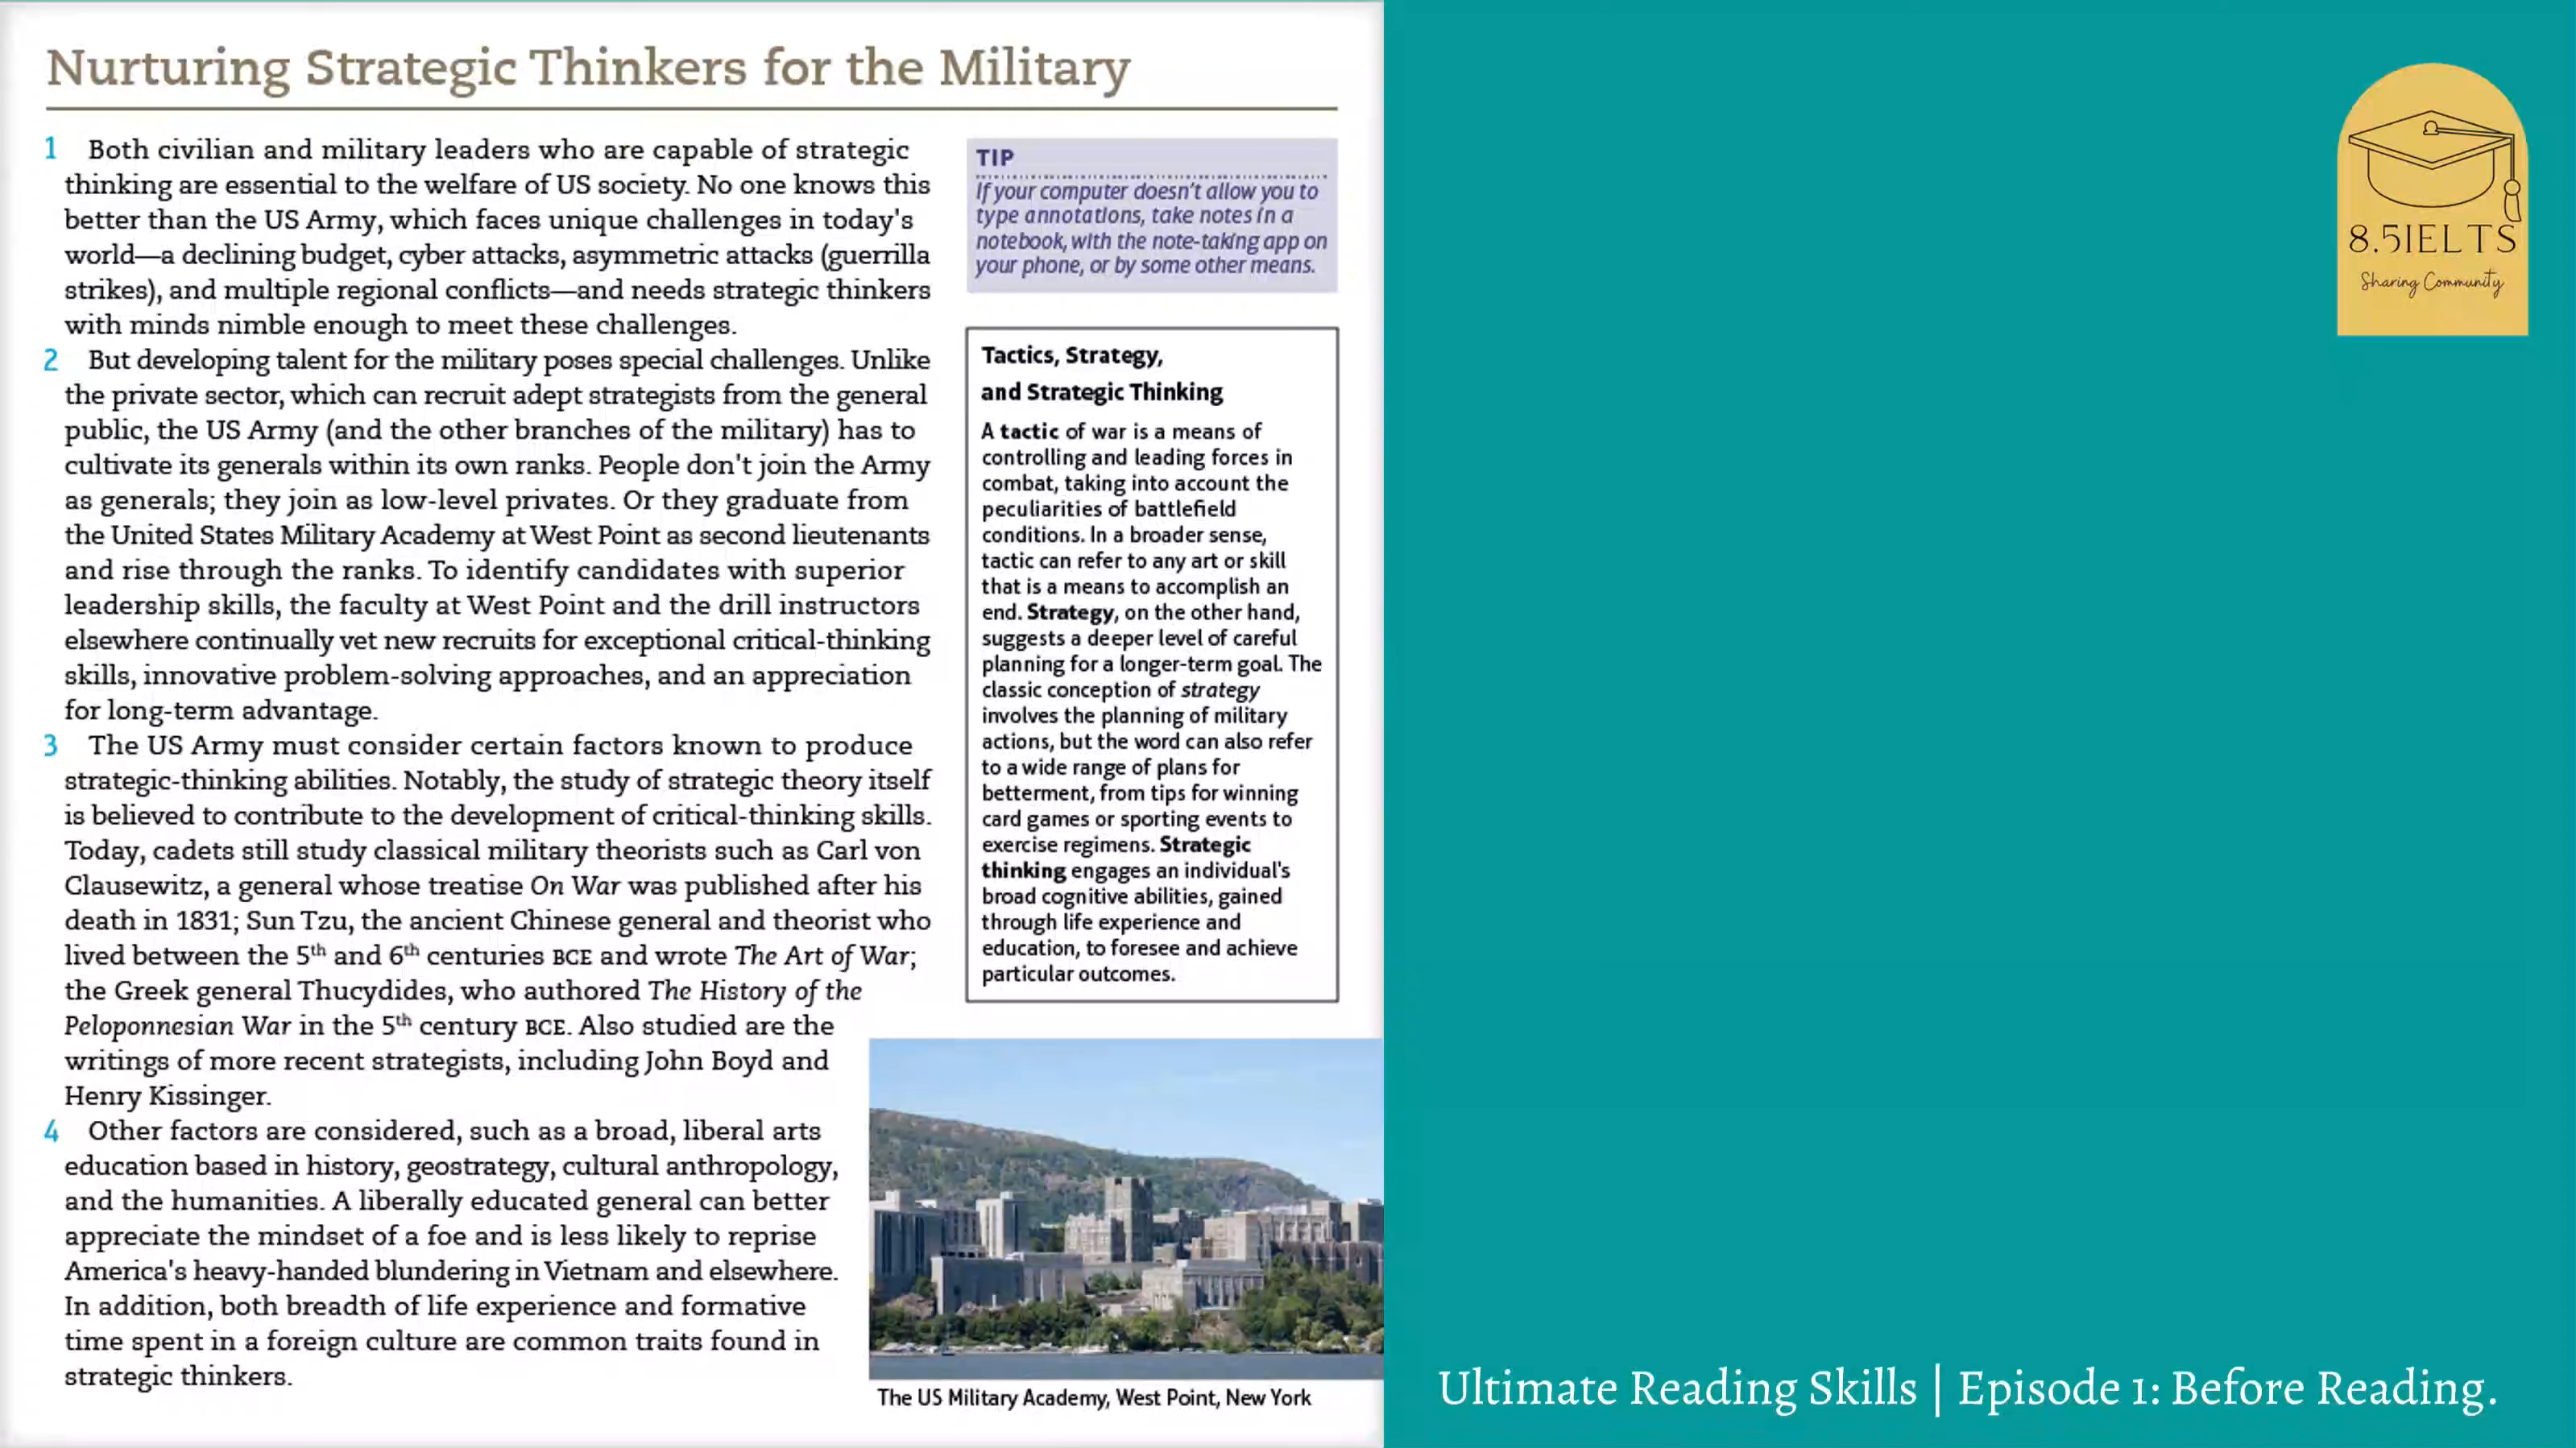 Nurturing Strategic Thinkers for the Military
1 Both civilian and military leaders who are capable of strategic
thinking are essential to the welfare of US society. No one knows this
better than the US Army, which faces unique challenges in today's
world—a declining budget, cyber attacks, asymmetric attacks (guerrilla
strikes), and multiple regional conflicts—and needs strategic thinkers
with minds nimble enough to meet these challenges.
2 But developing talent for the military poses special challenges. Unlike
the private sector, which can recruit adept strategists from the general
public, the US Army (and the other branches of the military) has to
cultivate its generals within its own ranks. People don't join the Army
as generals; they join as low-level privates. Or they graduate from
the United States Military Academy at West Point as second lieutenants
and rise through the ranks. To identify candidates with superior
leadership skills, the faculty at West Point and the drill instructors
elsewhere continually vet new recruits for exceptional critical-thinking
skills, innovative problem-solving approaches, and an appreciation
for long-term advantage.
3 The US Army must consider certain factors known to produce
strategic-thinking abilities. Notably, the study of strategic theory itself
is believed to contribute to the development of critical-thinking skills.
Today, cadets still study classical military theorists such as Carl von
Clausewitz, a general whose treatise On War was published after his
death in 1831; Sun Tzu, the ancient Chinese general and theorist who
lived between the 5th and 6th centuries BCE and wrote The Art of War;
the Greek general Thucydides, who authored The History of the
Peloponnesian War in the 5th century BCE. Also studied are the
writings of more recent strategists, including John Boyd and
Henry Kissinger.
4 Other factors are considered, such as a broad, liberal arts
education based in history, geostrategy, cultural anthropology,
and the humanities. A liberally educated general can better
appreciate the mindset of a foe and is less likely to reprise
America's heavy-handed blundering in Vietnam and elsewhere.
In addition, both breadth of life experience and formative
time spent in a foreign culture are common traits found in
strategic thinkers.
TIP
If your computer doesn't allow you to
type annotations, take notes in a
notebook, with the note-taking app on
your phone, or by some other means.
Tactics, Strategy,
and Strategic Thinking
A tactic of war is a means of
controlling and leading forces in
combat, taking into account the
peculiarities of battlefield
conditions. In a broader sense,
tactic can refer to any art or skill
that is a means to accomplish an
end. Strategy, on the other hand,
suggests a deeper level of careful
planning for a longer-term goal. The
classic conception of strategy
involves the planning of military
actions, but the word can also refer
to a wide range of plans for
betterment, from tips for winning
card games or sporting events to
exercise regimens. Strategic
thinking engages an individual's
broad cognitive abilities, gained
through life experience and
education, to foresee and achieve
particular outcomes.
The US Military Academy, West Point, New York
8.5IELTS
Sharing Community
Ultimate Reading Skills | Episode 1: Before Reading.